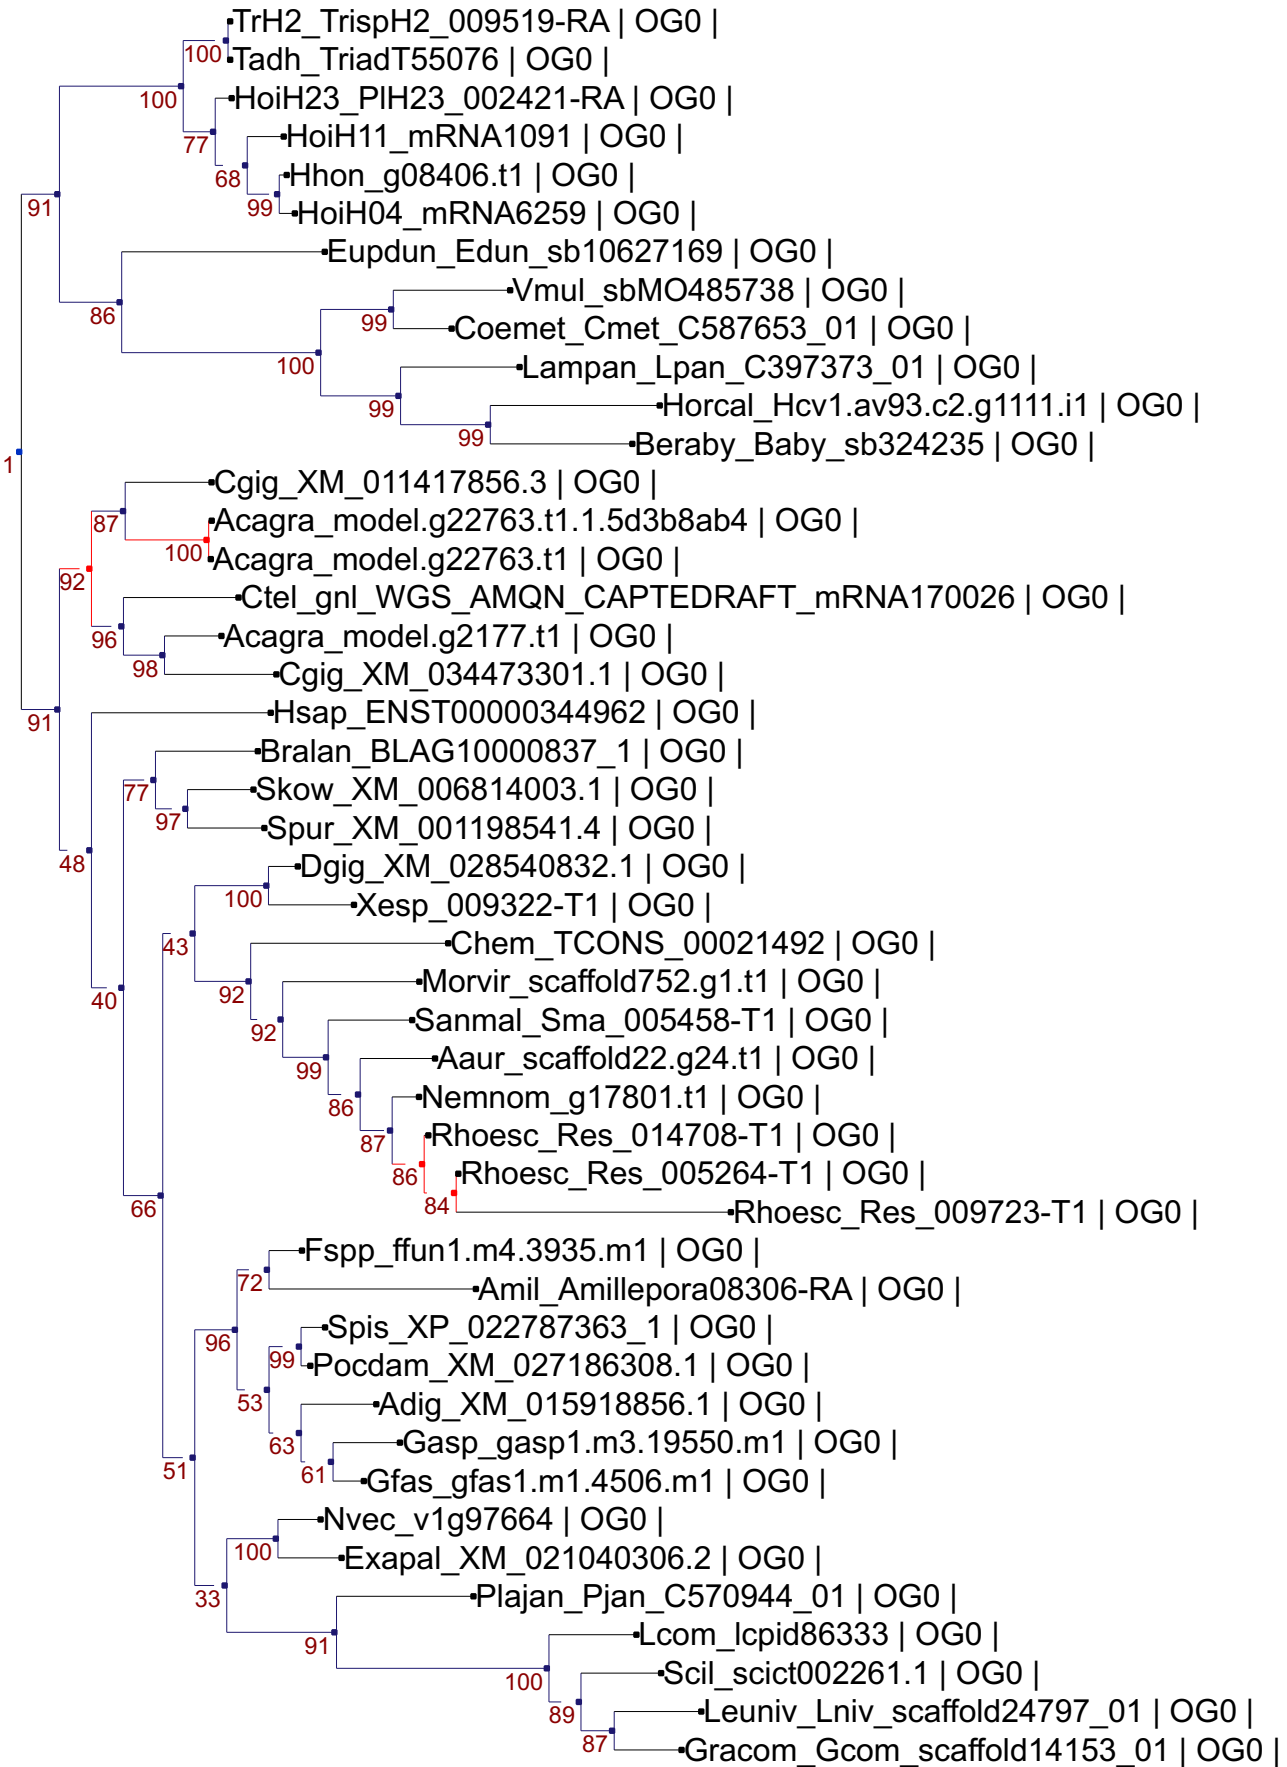 TrH2_TrispH2_009519-RA | OG0 |
100
Tadh_TriadT55076 | OG0 |
100
HoiH23_PlH23_002421-RA | OG0 |
77
HoiH11_mRNA1091 | OG0 |
68
Hhon_g08406.t1 | OG0 |
99
HoiH04_mRNA6259 | OG0 |
91
Eupdun_Edun_sb10627169 | OG0 |
86
Vmul_sbMO485738 | OG0 |
99
Coemet_Cmet_C587653_01 | OG0 |
100
Lampan_Lpan_C397373_01 | OG0 |
99
Horcal_Hcv1.av93.c2.g1111.i1 | OG0 |
99
Beraby_Baby_sb324235 | OG0 |
1
Cgig_XM_011417856.3 | OG0 |
87
Acagra_model.g22763.t1.1.5d3b8ab4 | OG0 |
100
Acagra_model.g22763.t1 | OG0 |
92
Ctel_gnl_WGS_AMQN_CAPTEDRAFT_mRNA170026 | OG0 |
96
Acagra_model.g2177.t1 | OG0 |
98
Cgig_XM_034473301.1 | OG0 |
91
Hsap_ENST00000344962 | OG0 |
Bralan_BLAG10000837_1 | OG0 |
77
Skow_XM_006814003.1 | OG0 |
97
Spur_XM_001198541.4 | OG0 |
48
Dgig_XM_028540832.1 | OG0 |
100
Xesp_009322-T1 | OG0 |
43
Chem_TCONS_00021492 | OG0 |
92
Morvir_scaffold752.g1.t1 | OG0 |
40
92
Sanmal_Sma_005458-T1 | OG0 |
99
Aaur_scaffold22.g24.t1 | OG0 |
86
Nemnom_g17801.t1 | OG0 |
87
Rhoesc_Res_014708-T1 | OG0 |
86
Rhoesc_Res_005264-T1 | OG0 |
84
66
Rhoesc_Res_009723-T1 | OG0 |
Fspp_ffun1.m4.3935.m1 | OG0 |
72
Amil_Amillepora08306-RA | OG0 |
96
Spis_XP_022787363_1 | OG0 |
99
Pocdam_XM_027186308.1 | OG0 |
53
Adig_XM_015918856.1 | OG0 |
63
Gasp_gasp1.m3.19550.m1 | OG0 |
61
51
Gfas_gfas1.m1.4506.m1 | OG0 |
Nvec_v1g97664 | OG0 |
100
Exapal_XM_021040306.2 | OG0 |
33
Plajan_Pjan_C570944_01 | OG0 |
91
Lcom_lcpid86333 | OG0 |
100
Scil_scict002261.1 | OG0 |
89
Leuniv_Lniv_scaffold24797_01 | OG0 |
87
Gracom_Gcom_scaffold14153_01 | OG0 |